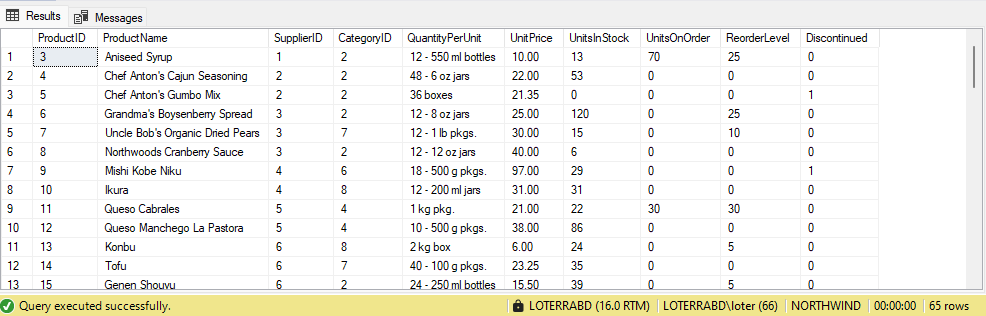 Results Messages
ProductID ProductName SupplierID CategoryID QuantityPerUnit UnitPrice UnitsInStock UnitsOnOrder ReorderLevel Discontinued
1 3 Aniseed Syrup 1 2 12 - 550 ml bottles 10.00 13 70 25 0
2 4 Chef Anton's Cajun Seasoning 2 2 48 - 6 oz jars 22.00 53 0 0 0
3 5 Chef Anton's Gumbo Mix 2 2 36 boxes 21.35 0 0 0 1
4 6 Grandma's Boysenberry Spread 3 2 12 - 8 oz jars 25.00 120 0 25 0
5 7 Uncle Bob's Organic Dried Pears 3 7 12 - 1 lb pkgs. 30.00 15 0 10 0
6 8 Northwoods Cranberry Sauce 3 2 12 - 12 oz jars 40.00 6 0 0 0
7 9 Mishi Kobe Niku 4 6 18 - 500 g pkgs. 97.00 29 0 0 1
8 10 Ikura 4 8 12 - 200 ml jars 31.00 31 0 0 0
9 11 Queso Cabrales 5 4 1 kg pkg. 21.00 22 30 30 0
10 12 Queso Manchego La Pastora 5 4 10 - 500 g pkgs. 38.00 86 0 0 0
11 13 Konbu 6 8 2 kg box 6.00 24 0 5 0
12 14 Tofu 6 7 40 - 100 g pkgs. 23.25 35 0 0 0
13 15 Genen Shouyu 6 2 24 - 250 ml bottles 15.50 39 0 5 0
Query executed successfully. LOTERRABD (16.0 RTM) LOTERRABD\loter (66) NORTHWIND 00:00:00 65 rows